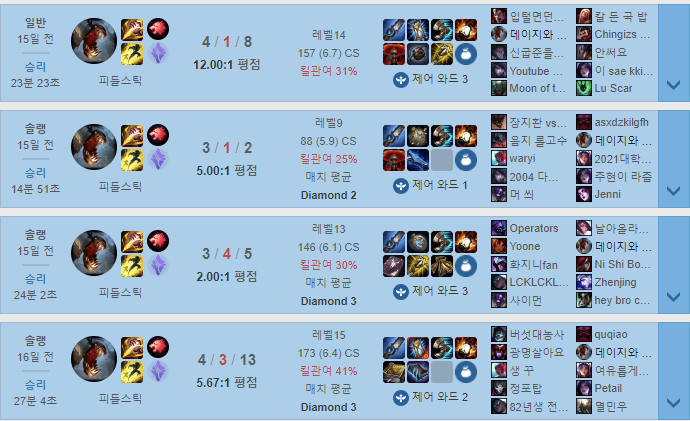 일반
15일 전
승리
23분 23초
피들스틱
4 / 1 / 8
12.00:1 평점
레벨14
157 (6.7) CS
킬관여 31%
제어 와드 3
입털면던...
데이지와 ...
신급준을...
Youtube ...
Moon of t...
칼 든 국 밥
Chingizs ...
안써요
이 sae kki...
Lu Scar
솔랭
15일 전
승리
14분 51초
피들스틱
3 / 1 / 2
5.00:1 평점
레벨9
88 (5.9) CS
킬관여 25%
매치 평균
Diamond 2
제어 와드 1
장지환 vs...
음지 롤고수
waryi
2004 다...
머 씩
asxdzkilgfh
데이지와 ...
2021대학...
주현이 라즘
Jenni
솔랭
15일 전
승리
24분 2초
피들스틱
3 / 4 / 5
2.00:1 평점
레벨13
146 (6.1) CS
킬관여 30%
매치 평균
Diamond 3
제어 와드 3
Operators
Yoone
화지니fan
LCKLCKL...
사이먼
날아올라...
데이지와 ...
Ni Shi Bo...
Zhenjing
hey bro c...
솔랭
16일 전
승리
27분 4초
피들스틱
4 / 3 / 13
5.67:1 평점
레벨15
173 (6.4) CS
킬관여 41%
매치 평균
Diamond 3
제어 와드 2
버섯대농사
광명살아요
생 꾸
정포탑
82년생 전...
quqiao
데이지와 ...
여유롭게...
Petail
멸민우